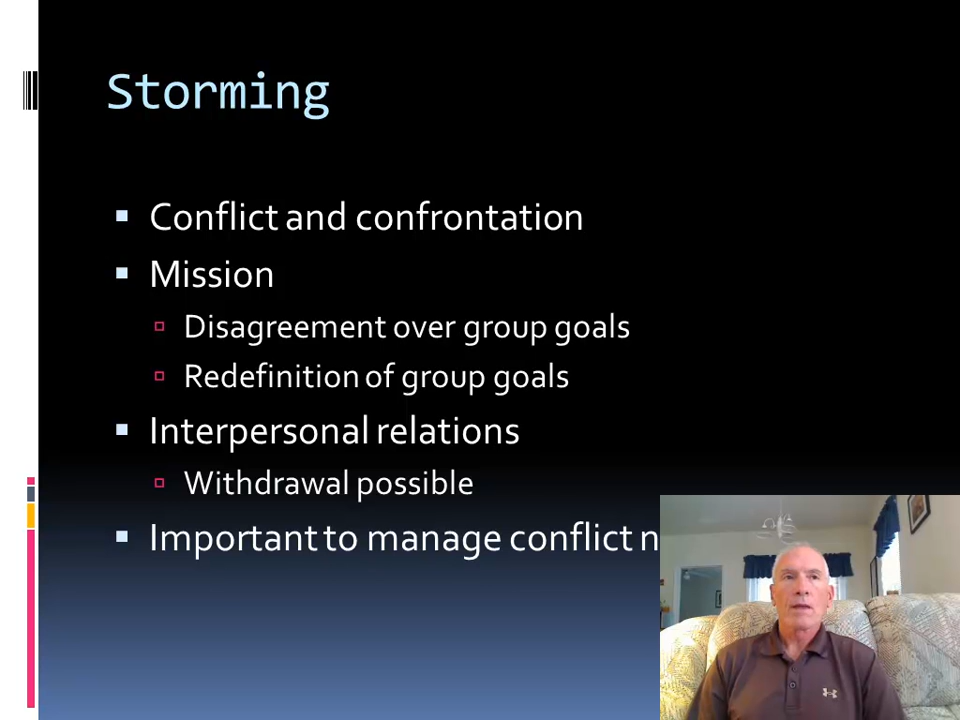 Storming
Conflict and confrontation
Mission
Disagreement over group goals
Redefinition of group goals
Interpersonal relations
Withdrawal possible
Important to manage conflict